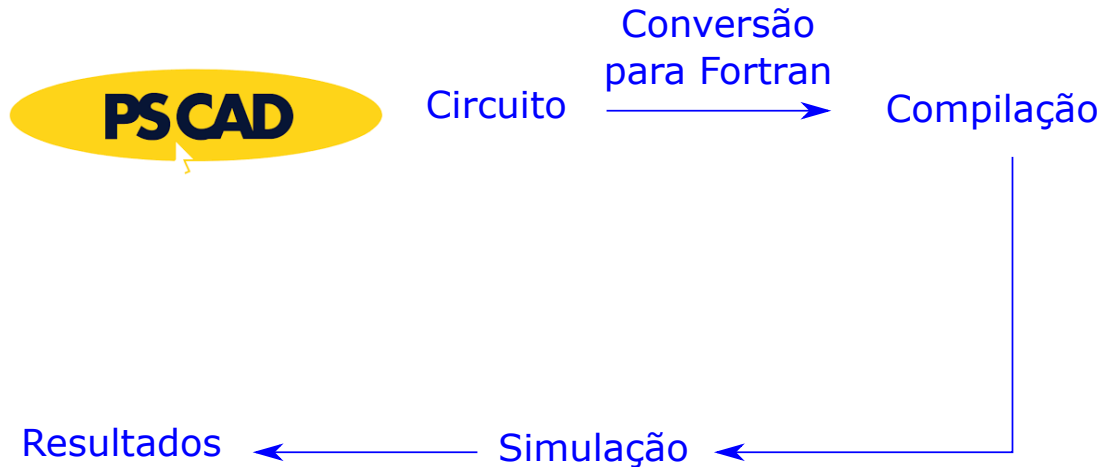 Conversão
para Fortran
PSCAD
Circuito
Compilação
Resultados
Simulação